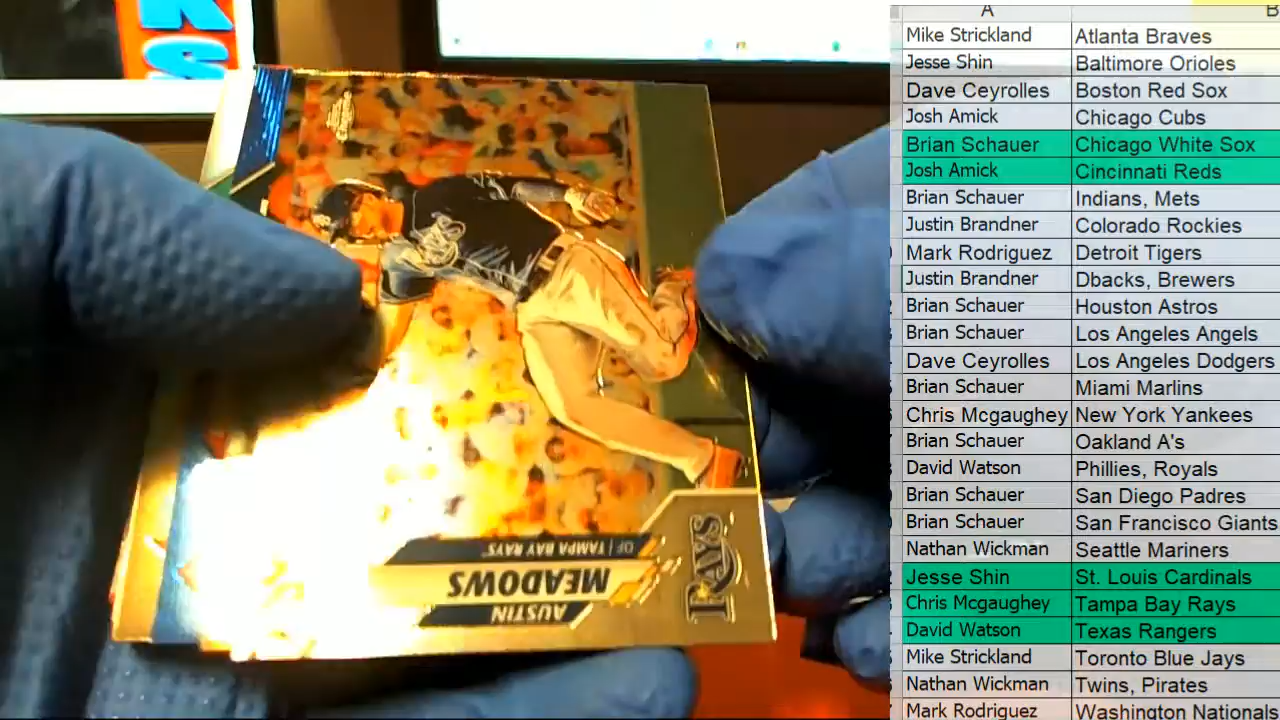 KS
AUSTIN
MEADOWS
OF | TAMPA BAY RAYS
RAYS
A B
Mike Strickland Atlanta Braves
Jesse Shin Baltimore Orioles
Dave Ceyrolles Boston Red Sox
Josh Amick Chicago Cubs
Brian Schauer Chicago White Sox
Josh Amick Cincinnati Reds
Brian Schauer Indians, Mets
Justin Brandner Colorado Rockies
Mark Rodriguez Detroit Tigers
Justin Brandner Dbacks, Brewers
Brian Schauer Houston Astros
Brian Schauer Los Angeles Angels
Dave Ceyrolles Los Angeles Dodgers
Brian Schauer Miami Marlins
Chris Mcgaughey New York Yankees
Brian Schauer Oakland A's
David Watson Phillies, Royals
Brian Schauer San Diego Padres
Brian Schauer San Francisco Giants
Nathan Wickman Seattle Mariners
Jesse Shin St. Louis Cardinals
Chris Mcgaughey Tampa Bay Rays
David Watson Texas Rangers
Mike Strickland Toronto Blue Jays
Nathan Wickman Twins, Pirates
Mark Rodriguez Washington Nationals